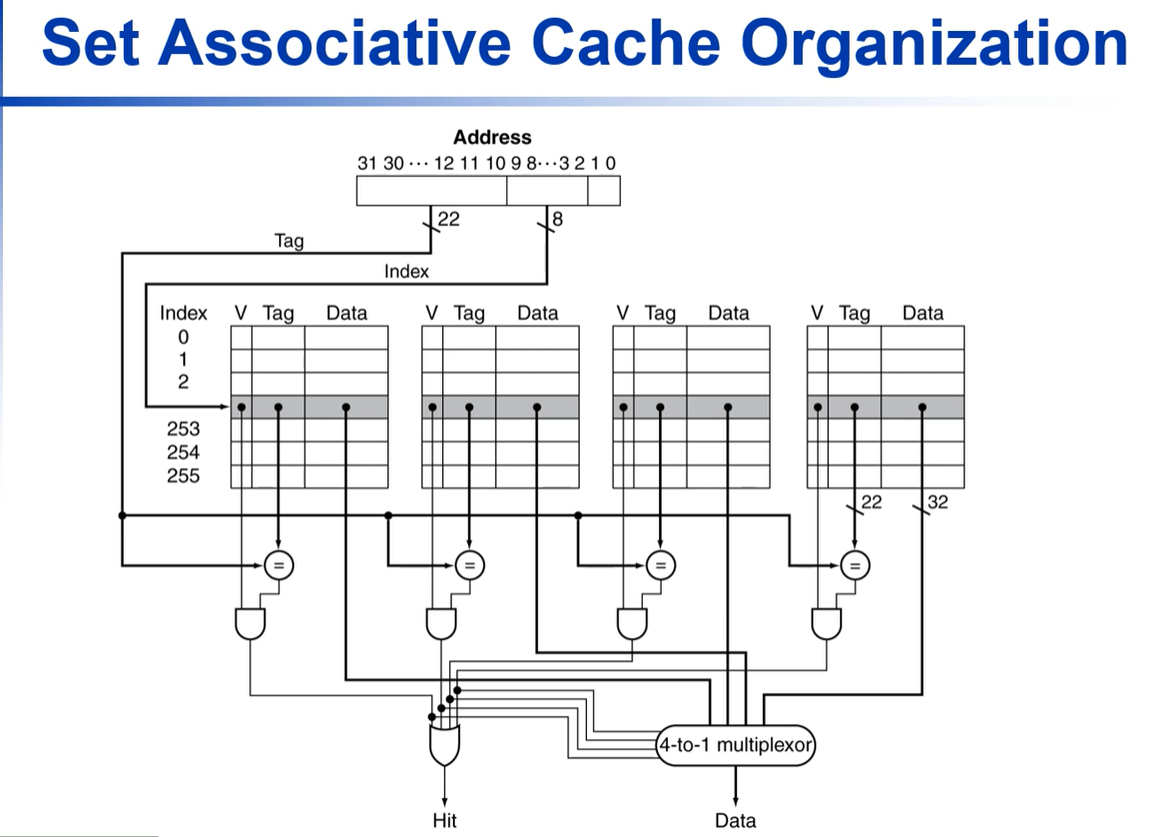 Set Associative Cache Organization
Address
31 30 ··· 12 11 10 9 8···3 2 1 0
22
8
Tag
Index
Index V Tag Data V Tag Data V Tag Data V Tag Data
0
1
2
253
254
255
22 32
= = = =
4-to-1 multiplexor
Hit Data